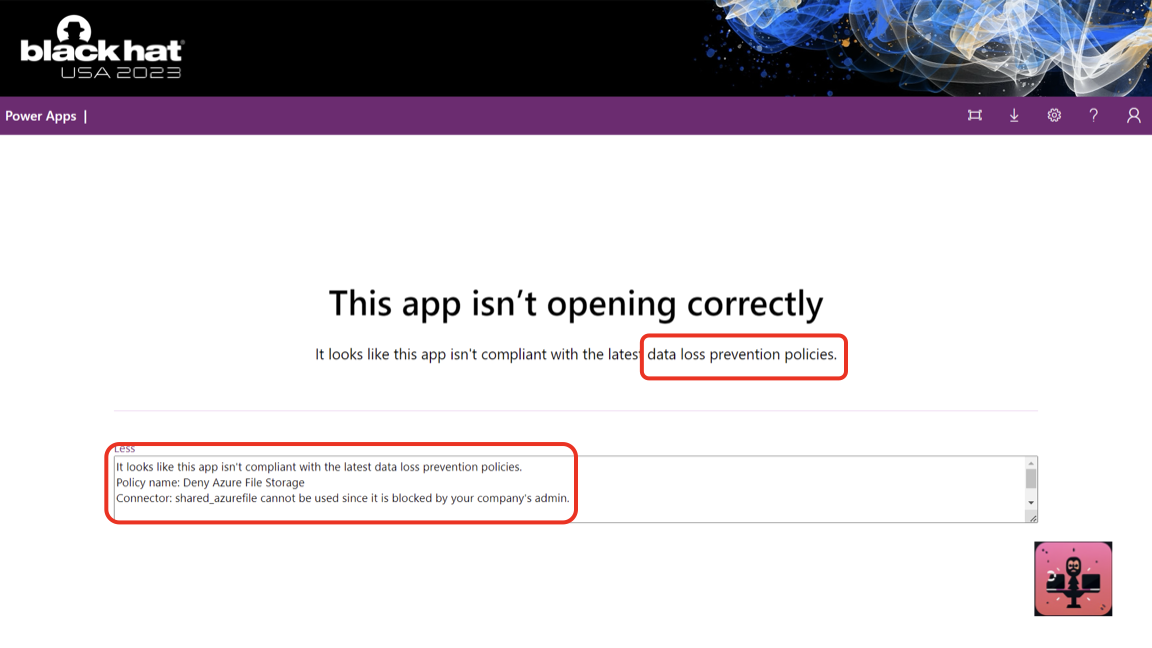 black hat®
USA 2023
Power Apps |
This app isn't opening correctly
It looks like this app isn't compliant with the latest data loss prevention policies.
Less
It looks like this app isn't compliant with the latest data loss prevention policies.
Policy name: Deny Azure File Storage
Connector: shared_azurefile cannot be used since it is blocked by your company's admin.